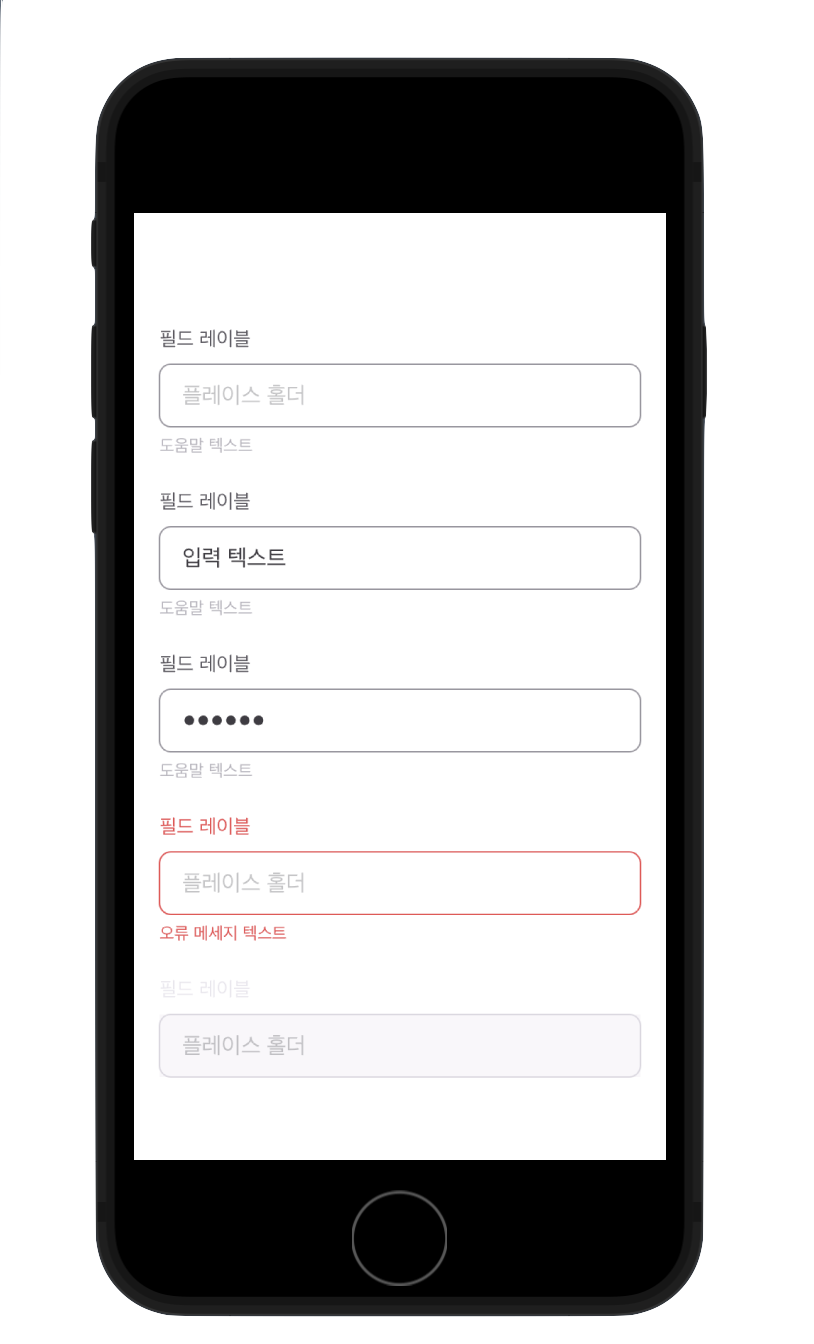 필드 레이블
플레이스 홀더
도움말 텍스트
필드 레이블
입력 텍스트
도움말 텍스트
필드 레이블
●●●●●●
도움말 텍스트
필드 레이블
플레이스 홀더
오류 메세지 텍스트
필드 레이블
플레이스 홀더